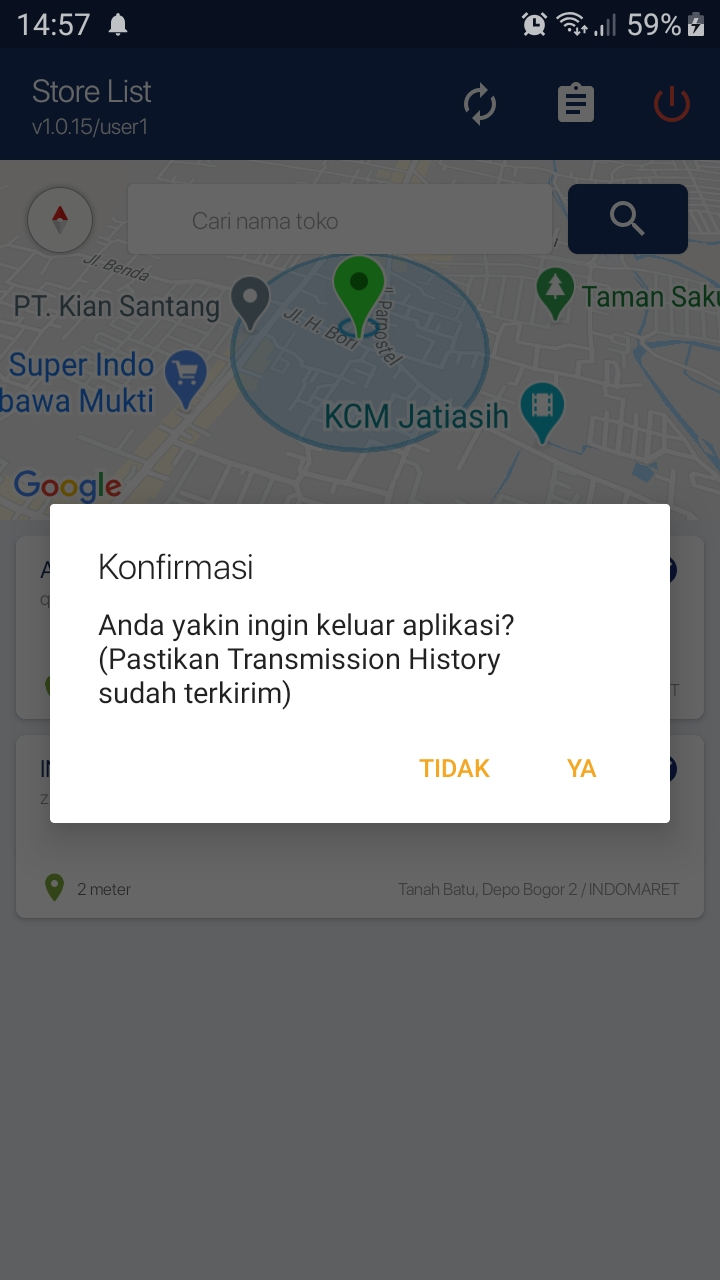 14:57
59%
Store List
v1.0.15/user1
Cari nama toko
Jl. Benda
PT. Kian Santang
Jl. H. Bori
Parpostel
Taman Saku
Super Indo
bawa Mukti
KCM Jatiasih
Google
Konfirmasi
Anda yakin ingin keluar aplikasi?
(Pastikan Transmission History
sudah terkirim)
TIDAK
YA
2 meter
Tanah Batu, Depo Bogor 2 / INDOMARET